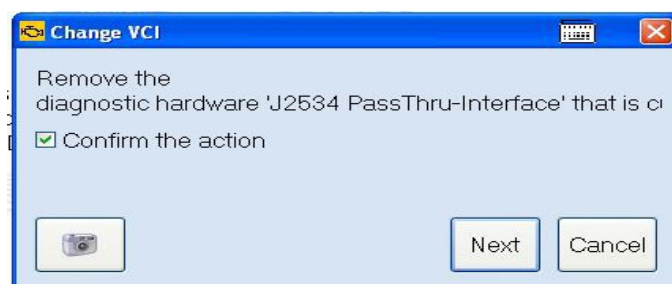 Change VCI
Remove the
diagnostic hardware 'J2534 PassThru-Interface' that is
Confirm the action
Next
Cancel